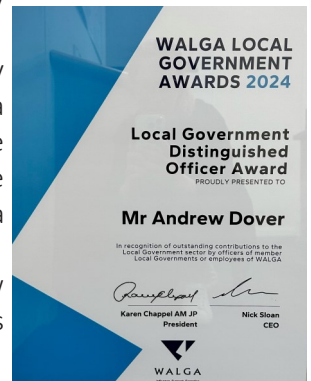 WALGA LOCAL
GOVERNMENT
AWARDS 2024
Local Government
Distinguished
Officer Award
PROUDLY PRESENTED TO
Mr Andrew Dover
In recognition of outstanding contributions to the
Local Government sector by officers of member
Local Governments or employees of WALGA
Karen Chappel AM JP
President
Nick Sloan
CEO
WALGA